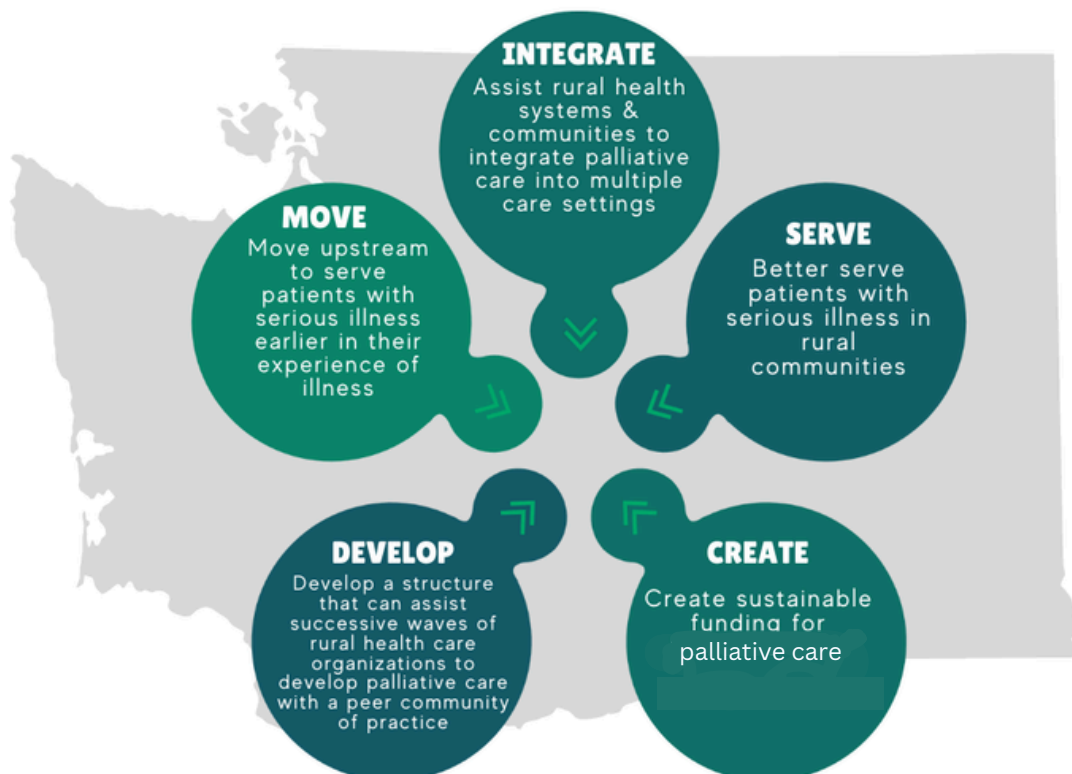 INTEGRATE
Assist rural health
systems &
communities to
integrate palliative
care into multiple
care settings
MOVE
Move upstream
to serve
patients with
serious illness
earlier in their
experience of
illness
SERVE
Better serve
patients with
serious illness in
rural
communities
DEVELOP
Develop a structure
that can assist
successive waves of
rural health care
organizations to
develop palliative care
with a peer community
of practice
CREATE
Create sustainable
funding for
palliative care